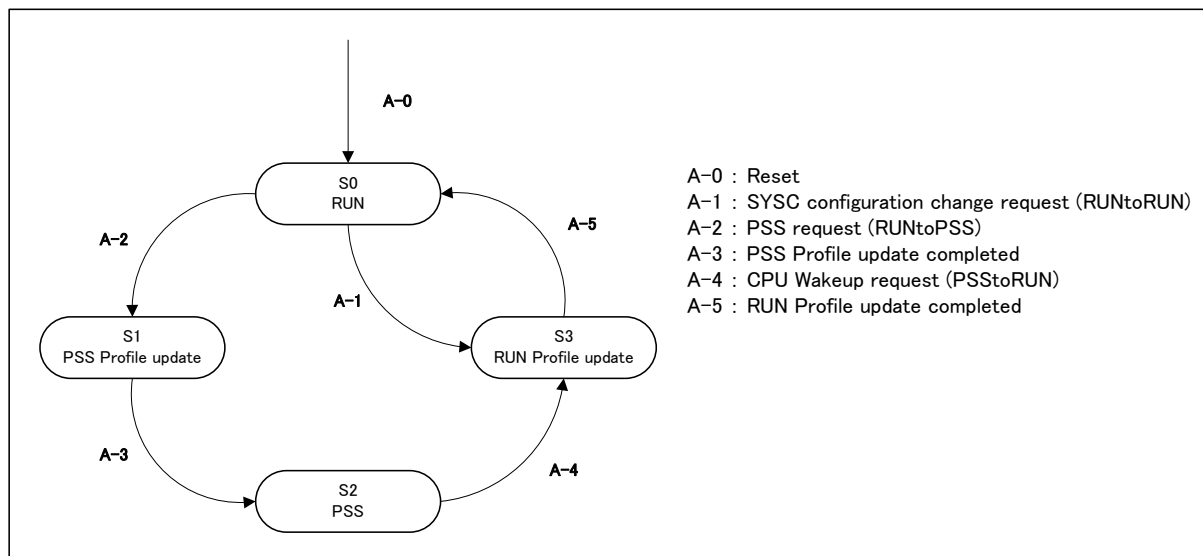 A-0
S0
RUN
A-2
A-5
A-1
S1
PSS Profile update
S3
RUN Profile update
A-3
A-4
S2
PSS
A-0 : Reset
A-1 : SYSC configuration change request (RUNtoRUN)
A-2 : PSS request (RUNtoPSS)
A-3 : PSS Profile update completed
A-4 : CPU Wakeup request (PSStoRUN)
A-5 : RUN Profile update completed